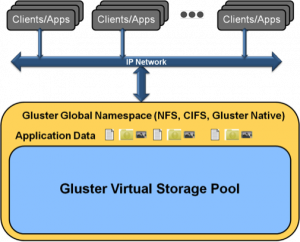 Clients/Apps Clients/Apps Clients/Apps
IP Network
Gluster Global Namespace (NFS, CIFS, Gluster Native)
Application Data
Gluster Virtual Storage Pool